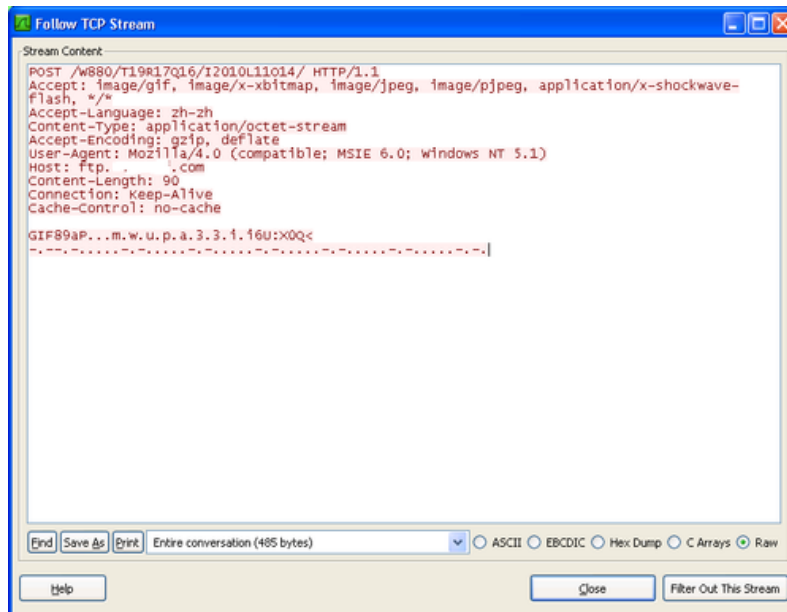 Follow TCP Stream
Stream Content
POST /W880/T19R17Q16/I2010L11O14/ HTTP/1.1
Accept: image/gif, image/x-xbitmap, image/jpeg, image/pjpeg, application/x-shockwave-
flash, */*
Accept-Language: zh-zh
Content-Type: application/octet-stream
Accept-Encoding: gzip, deflate
User-Agent: Mozilla/4.0 (compatible; MSIE 6.0; Windows NT 5.1)
Host: ftp. .com
Content-Length: 90
Connection: Keep-Alive
Cache-Control: no-cache
GIF89aP...m.w.u.p.a.3.3.i.i6U:X0Q<
-.--.-.....-.-.....-.-.....-.-.....-.-.....-.-.....-.-.
Find Save As Print Entire conversation (485 bytes) ASCII EBCDIC Hex Dump C Arrays Raw
Help Close Filter Out This Stream